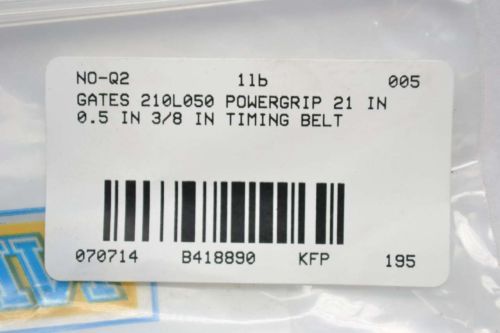 NO-Q2 1lb 005
GATES 210L050 POWERGRIP 21 IN
0.5 IN 3/8 IN TIMING BELT
070714 B418890 KFP 195